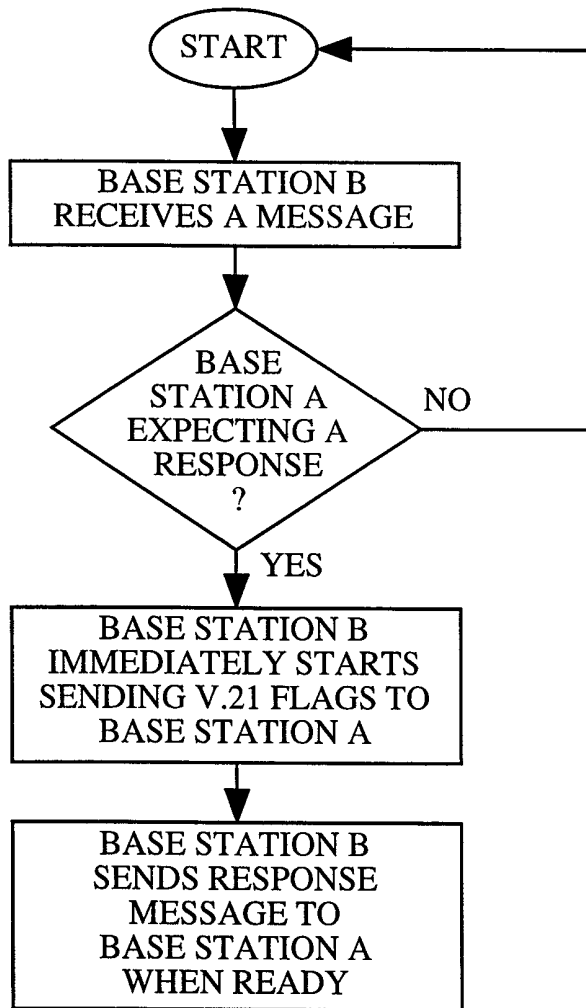 START
BASE STATION B
RECEIVES A MESSAGE
BASE
STATION A
EXPECTING A
RESPONSE
?
NO
YES
BASE STATION B
IMMEDIATELY STARTS
SENDING V.21 FLAGS TO
BASE STATION A
BASE STATION B
SENDS RESPONSE
MESSAGE TO
BASE STATION A
WHEN READY